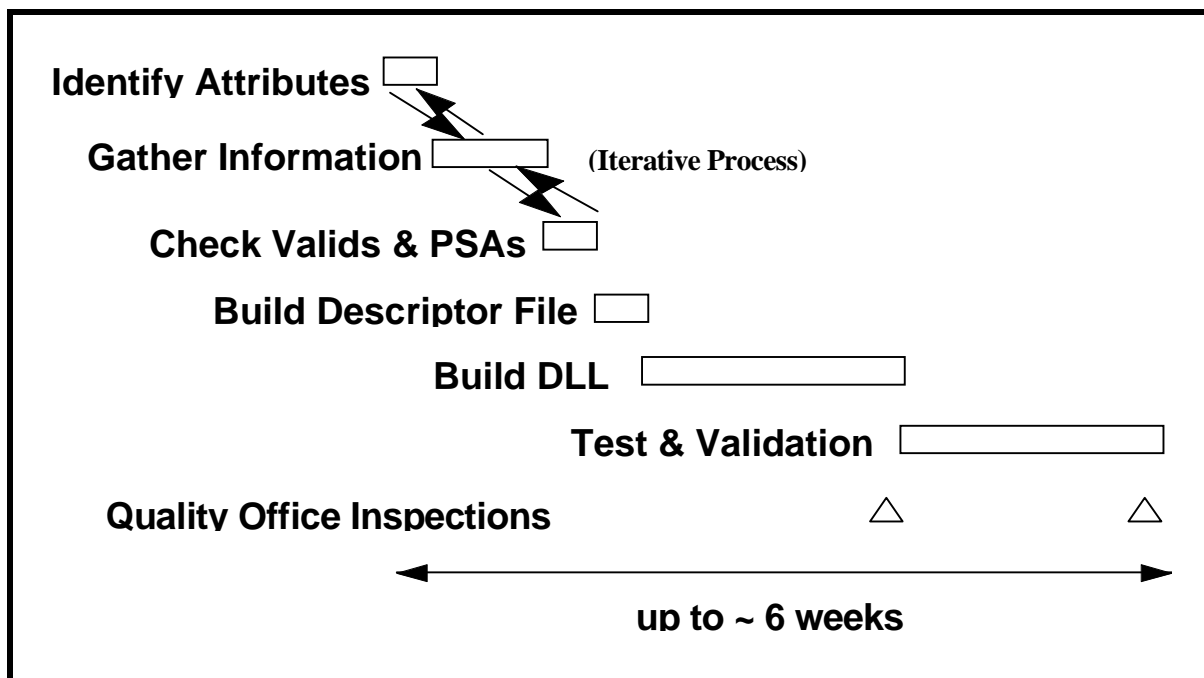 Identify Attributes
Gather Information (Iterative Process)
Check Valids & PSAs
Build Descriptor File
Build DLL
Test & Validation
Quality Office Inspections
up to ~ 6 weeks